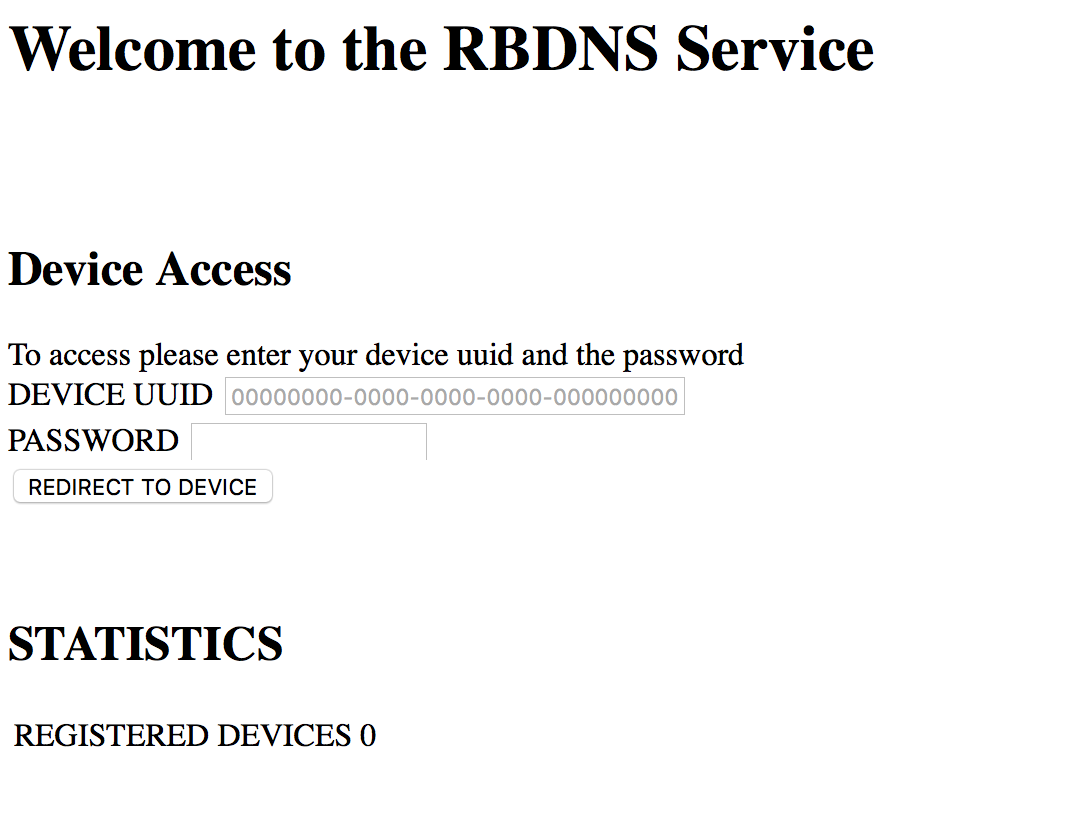 Welcome to the RBDNS Service
Device Access
To access please enter your device uuid and the password
DEVICE UUID 00000000-0000-0000-0000-000000000
PASSWORD
REDIRECT TO DEVICE
STATISTICS
REGISTERED DEVICES 0